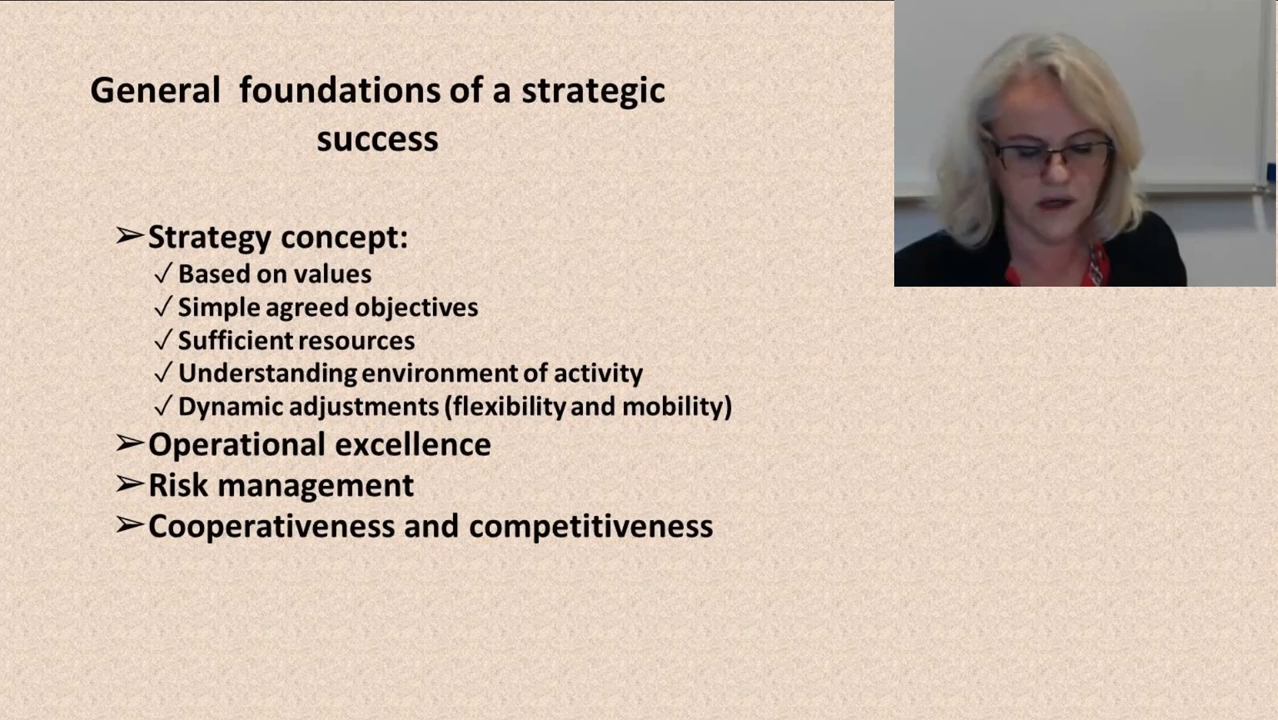 General foundations of a strategic
success
➢Strategy concept:
✓Based on values
✓Simple agreed objectives
✓Sufficient resources
✓Understanding environment of activity
✓Dynamic adjustments (flexibility and mobility)
➢Operational excellence
➢Risk management
➢Cooperativeness and competitiveness